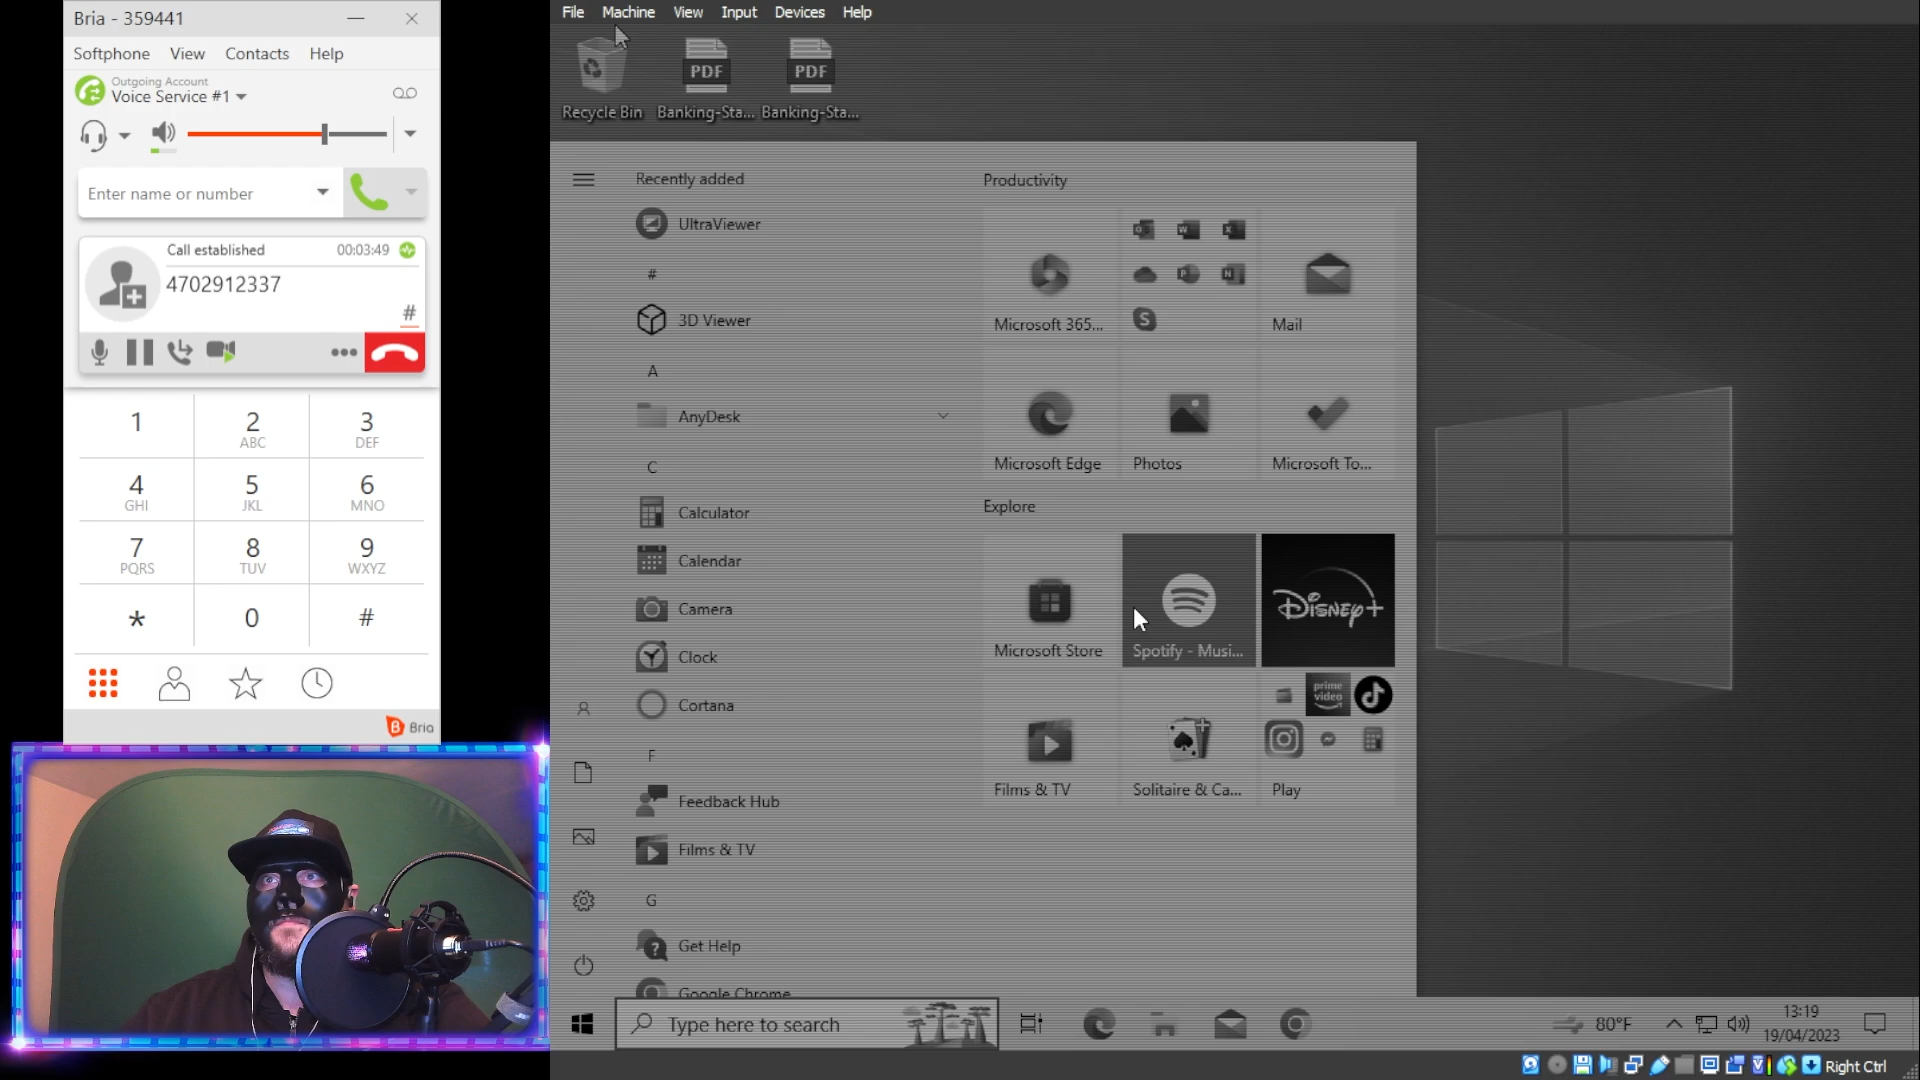 Bria - 359441
Softphone View Contacts Help
Outgoing Account
Voice Service #1
Enter name or number
Call established 00:03:49
4702912337
#
1 2 3
ABC DEF
4 5 6
GHI JKL MNO
7 8 9
PQRS TUV WXYZ
* 0 #
Bria
File Machine View Input Devices Help
PDF PDF
Recycle Bin Banking-Sta... Banking-Sta...
Recently added
UltraViewer
#
3D Viewer
A
AnyDesk
C
Calculator
Calendar
Camera
Clock
Cortana
F
Feedback Hub
Films & TV
G
Get Help
Google Chrome
Productivity
Microsoft 365...
Mail
Microsoft Edge
Photos
Microsoft To...
Explore
Microsoft Store
Spotify - Musi...
Disney+
prime video
Films & TV
Solitaire & Ca...
Play
Type here to search
80°F
13:19
19/04/2023
Right Ctrl